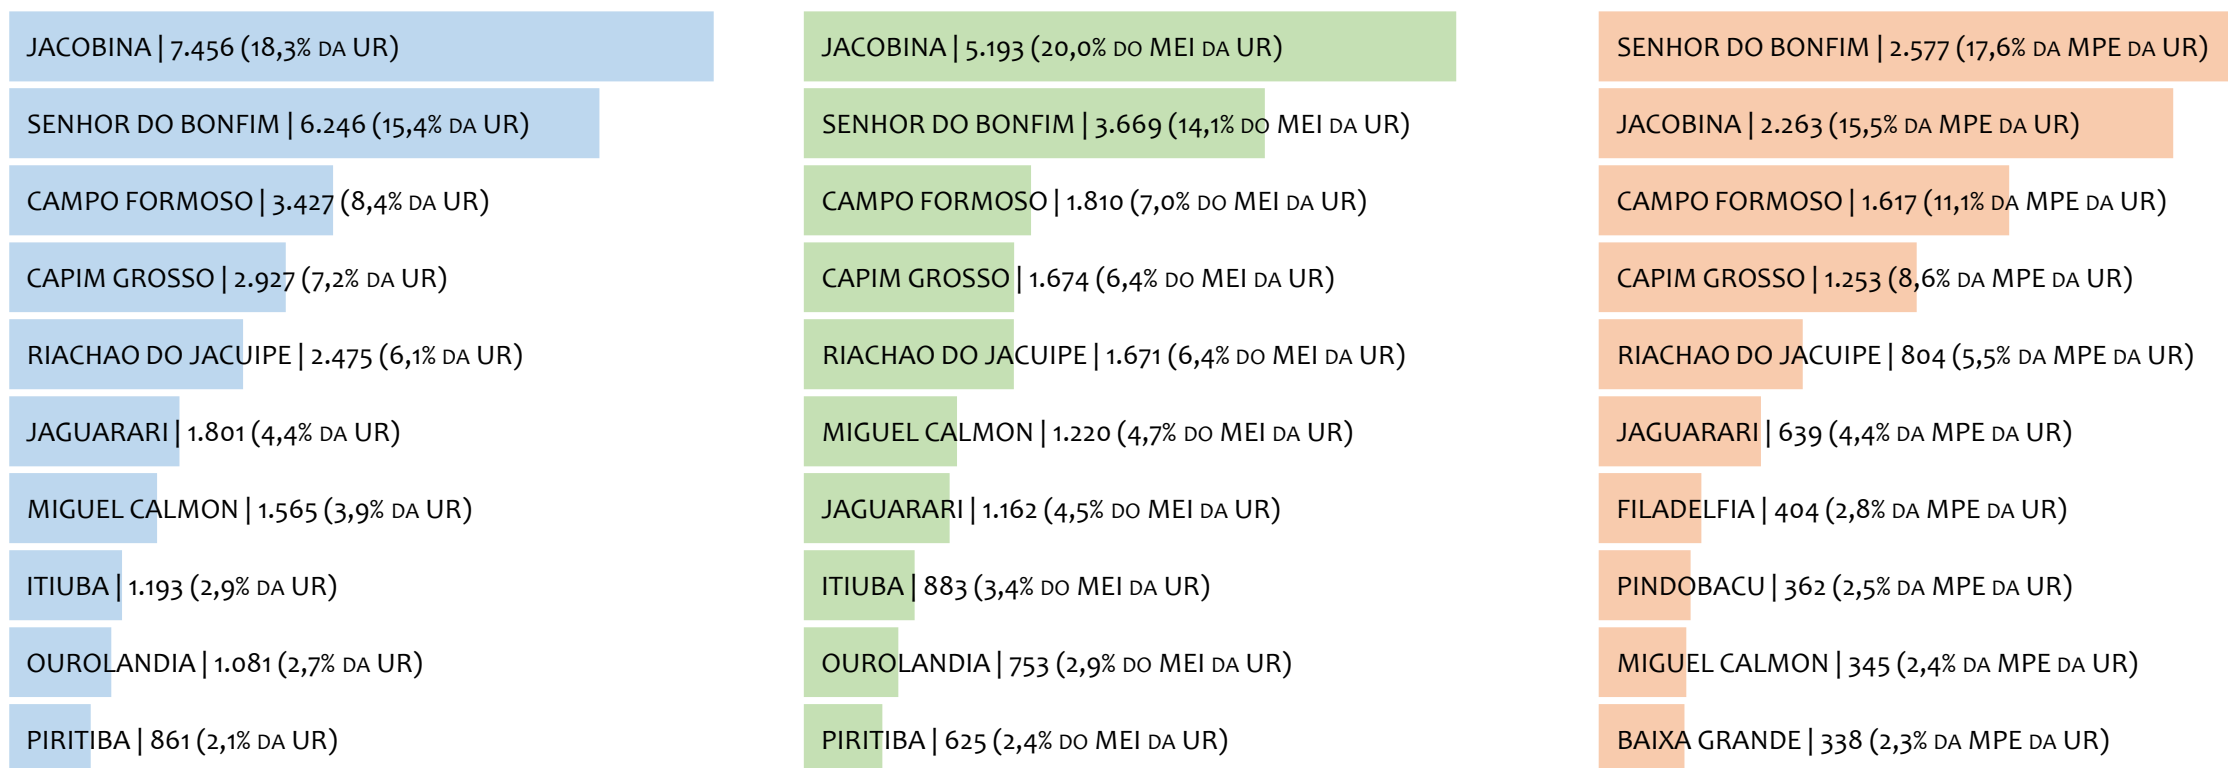 JACOBINA | 7.456 (18,3% DA UR)
SENHOR DO BONFIM | 6.246 (15,4% DA UR)
CAMPO FORMOSO | 3.427 (8,4% DA UR)
CAPIM GROSSO | 2.927 (7,2% DA UR)
RIACHAO DO JACUIPE | 2.475 (6,1% DA UR)
JAGUARARI | 1.801 (4,4% DA UR)
MIGUEL CALMON | 1.565 (3,9% DA UR)
ITIUBA | 1.193 (2,9% DA UR)
OUROLANDIA | 1.081 (2,7% DA UR)
PIRITIBA | 861 (2,1% DA UR)
JACOBINA | 5.193 (20,0% DO MEI DA UR)
SENHOR DO BONFIM | 3.669 (14,1% DO MEI DA UR)
CAMPO FORMOSO | 1.810 (7,0% DO MEI DA UR)
CAPIM GROSSO | 1.674 (6,4% DO MEI DA UR)
RIACHAO DO JACUIPE | 1.671 (6,4% DO MEI DA UR)
MIGUEL CALMON | 1.220 (4,7% DO MEI DA UR)
JAGUARARI | 1.162 (4,5% DO MEI DA UR)
ITIUBA | 883 (3,4% DO MEI DA UR)
OUROLANDIA | 753 (2,9% DO MEI DA UR)
PIRITIBA | 625 (2,4% DO MEI DA UR)
SENHOR DO BONFIM | 2.577 (17,6% DA MPE DA UR)
JACOBINA | 2.263 (15,5% DA MPE DA UR)
CAMPO FORMOSO | 1.617 (11,1% DA MPE DA UR)
CAPIM GROSSO | 1.253 (8,6% DA MPE DA UR)
RIACHAO DO JACUIPE | 804 (5,5% DA MPE DA UR)
JAGUARARI | 639 (4,4% DA MPE DA UR)
FILADELFIA | 404 (2,8% DA MPE DA UR)
PINDOBACU | 362 (2,5% DA MPE DA UR)
MIGUEL CALMON | 345 (2,4% DA MPE DA UR)
BAIXA GRANDE | 338 (2,3% DA MPE DA UR)